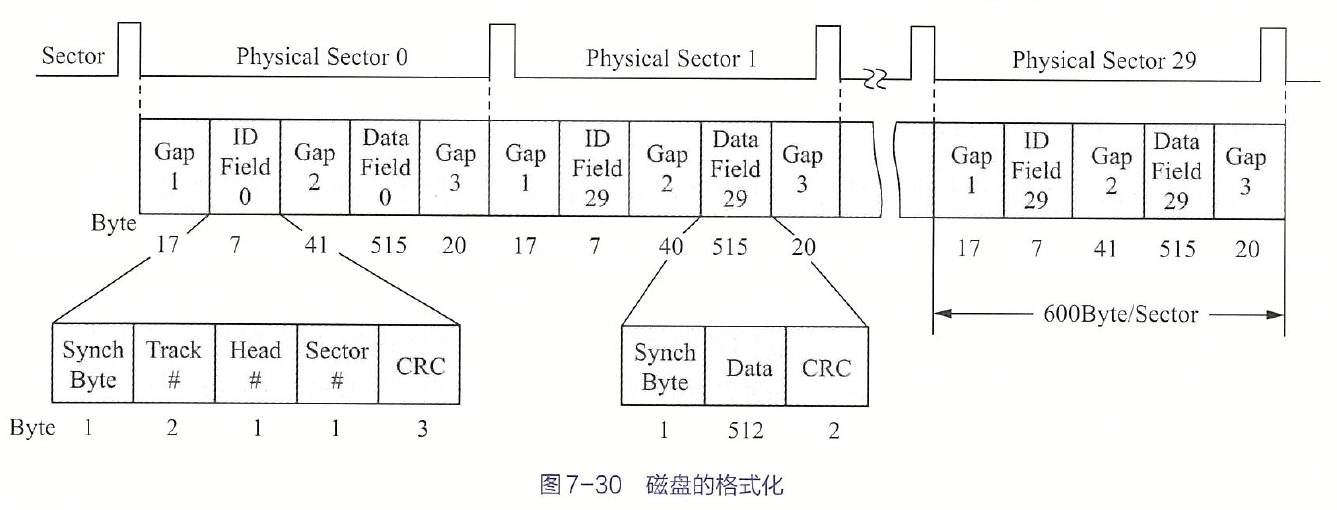 Sector Physical Sector 0 Physical Sector 1 Physical Sector 29
Gap 1 ID Field 0 Gap 2 Data Field 0 Gap 3 Gap 1 ID Field 29 Gap 2 Data Field 29 Gap 3 Gap 1 ID Field 29 Gap 2 Data Field 29 Gap 3
Byte 17 7 41 515 20 17 7 40 515 20 17 7 41 515 20
600Byte/Sector
Synch Byte Track # Head # Sector # CRC Synch Byte Data CRC
Byte 1 2 1 1 3 1 512 2
图7-30 磁盘的格式化